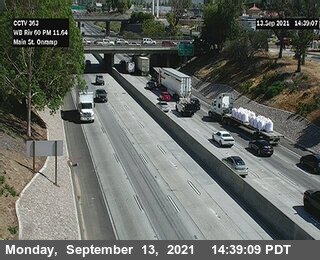 CCTV 363
WB Riv 60 PM 11.64
Main St. Onramp
13 Sep 2021 14:39:07
Monday, September 13, 2021 14:39:09 PDT